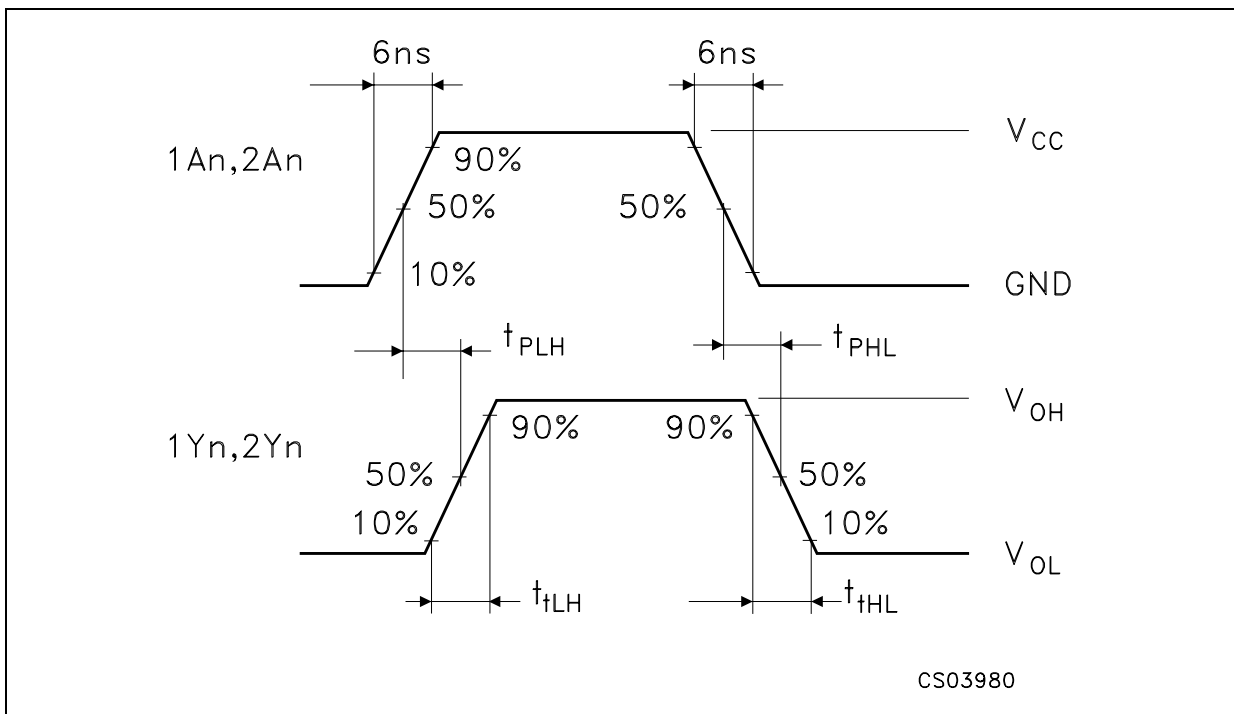 6ns 6ns
1An,2An
V CC
90%
50% 50%
10%
GND
tPLH tPHL
VOH
1Yn,2Yn
90% 90%
50% 50%
10% 10%
VOL
ttLH ttHL
CS03980